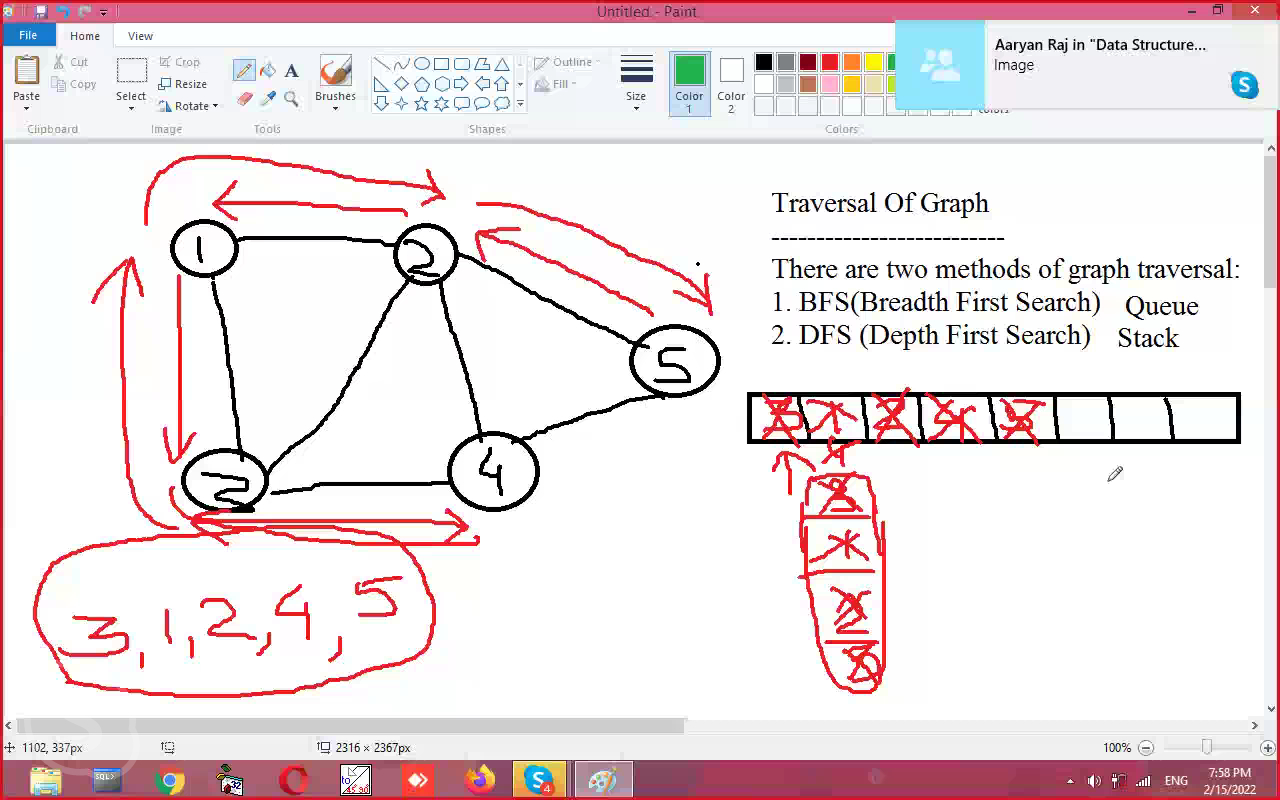 Untitled - Paint
File Home View
Cut
Copy
Paste
Clipboard
Select
Crop
Resize
Rotate
Image
A
Tools
Brushes
Shapes
Outline
Fill
Size
Color
1
Color
2
Colors
Aaryan Raj in "Data Structure...
Image
1
2
5
4
3,1,2,4,5
Traversal Of Graph
--------------------------
There are two methods of graph traversal:
1. BFS(Breadth First Search) Queue
2. DFS (Depth First Search) Stack
1102, 337px
2316 × 2367px
100%
SQL
ENG
7:58 PM
2/15/2022